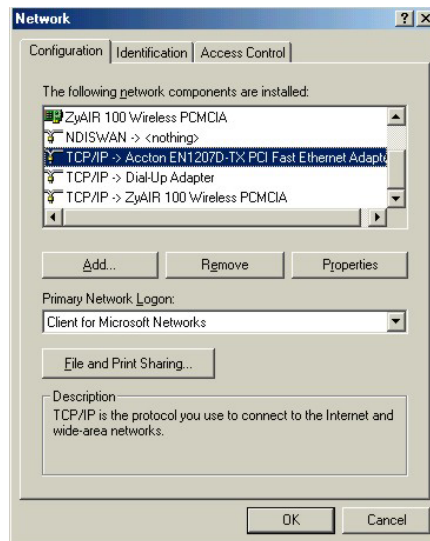 Network
Configuration Identification Access Control
The following network components are installed:
ZyAIR 100 Wireless PCMCIA
NDISWAN -> <nothing>
TCP/IP -> Accton EN1207D-TX PCI Fast Ethernet Adapte
TCP/IP -> Dial-Up Adapter
TCP/IP -> ZyAIR 100 Wireless PCMCIA
Add... Remove Properties
Primary Network Logon:
Client for Microsoft Networks
File and Print Sharing...
Description
TCP/IP is the protocol you use to connect to the Internet and
wide-area networks.
OK Cancel